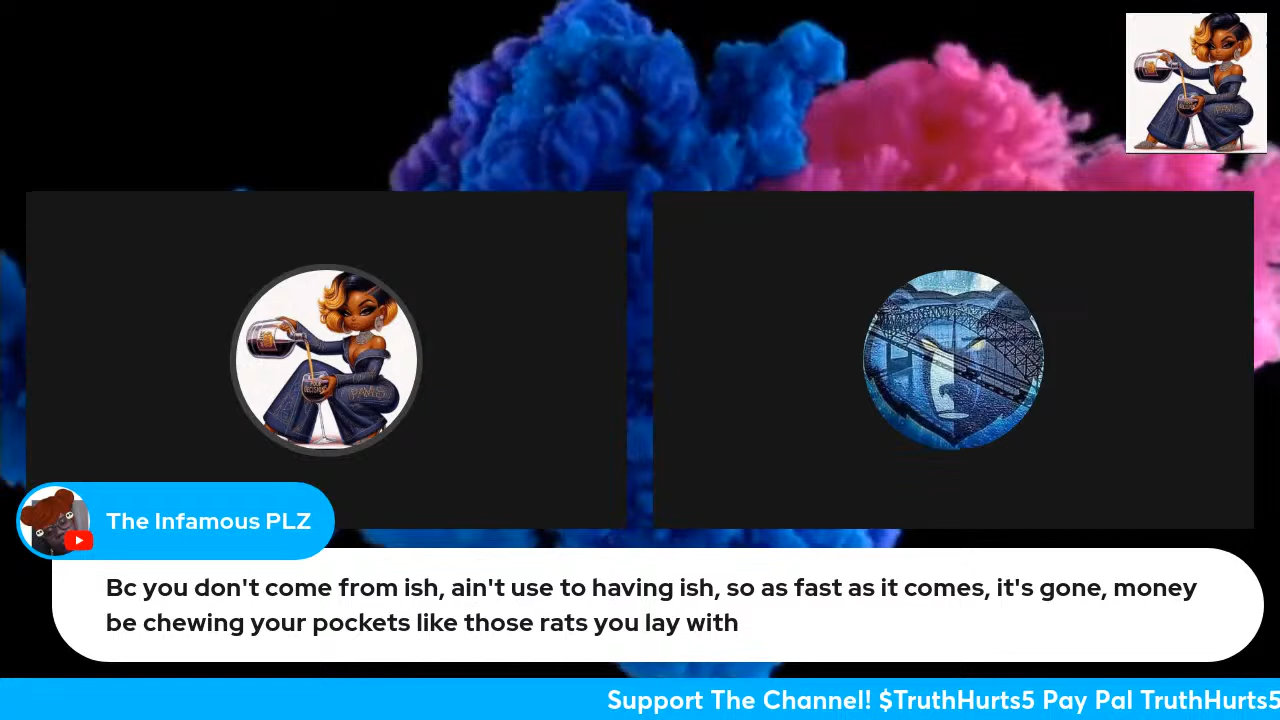 The Infamous PLZ
Bc you don't come from ish, ain't use to having ish, so as fast as it comes, it's gone, money
be chewing your pockets like those rats you lay with
Support The Channel! $TruthHurts5 Pay Pal TruthHurts5